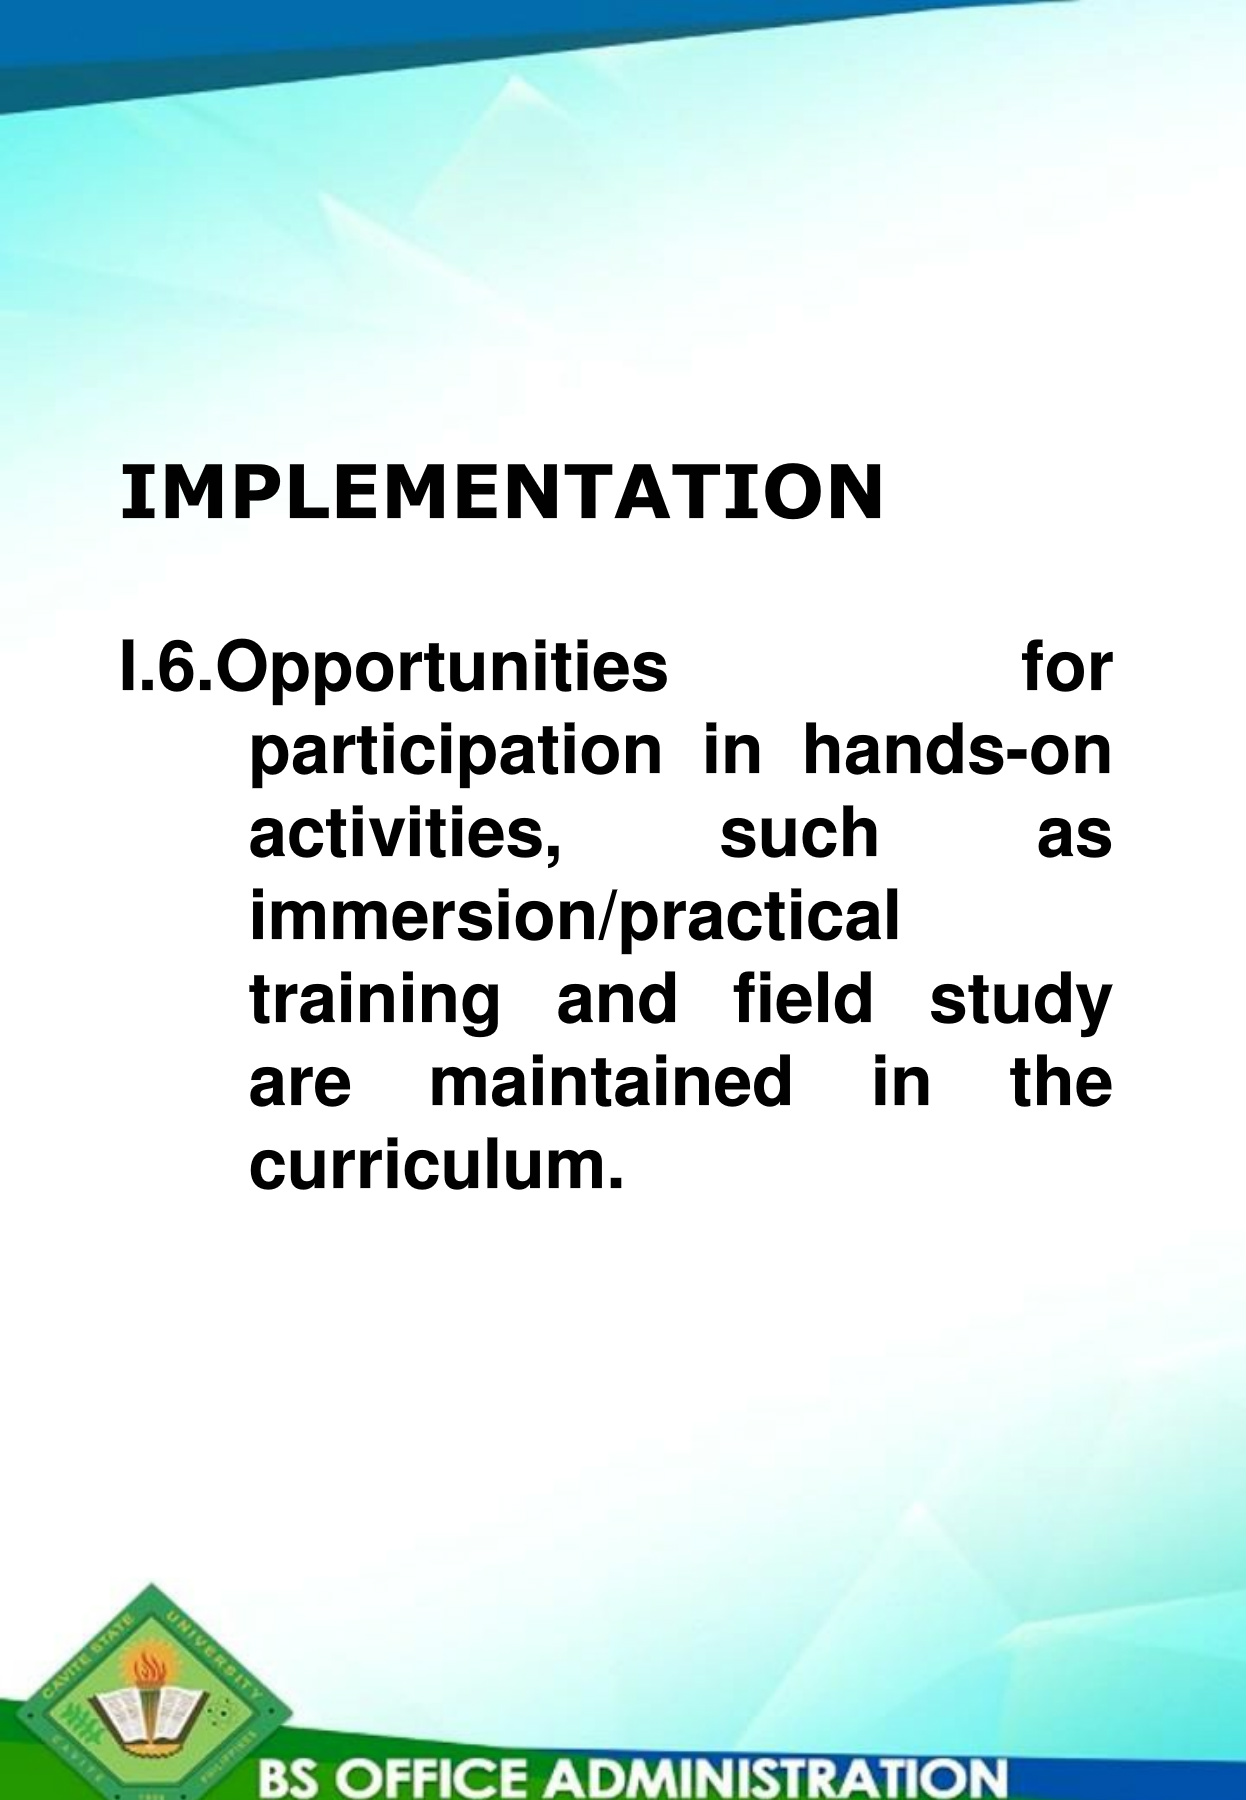 IMPLEMENTATION
I.6.Opportunities for
participation in hands-on
activities, such as
immersion/practical
training and field study
are maintained in the
curriculum.
CAVITE STATE UNIVERSITY
CAVITE PHILIPPINES
BS OFFICE ADMINISTRATION